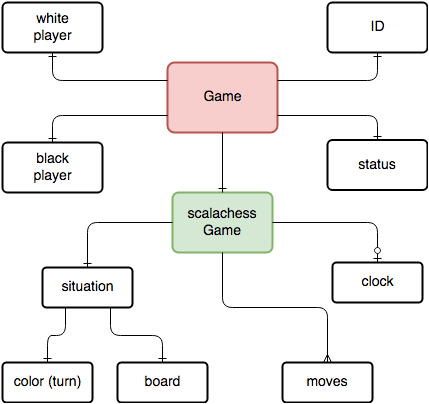 white
player
ID
Game
black
player
status
scalachess
Game
situation
clock
color (turn)
board
moves